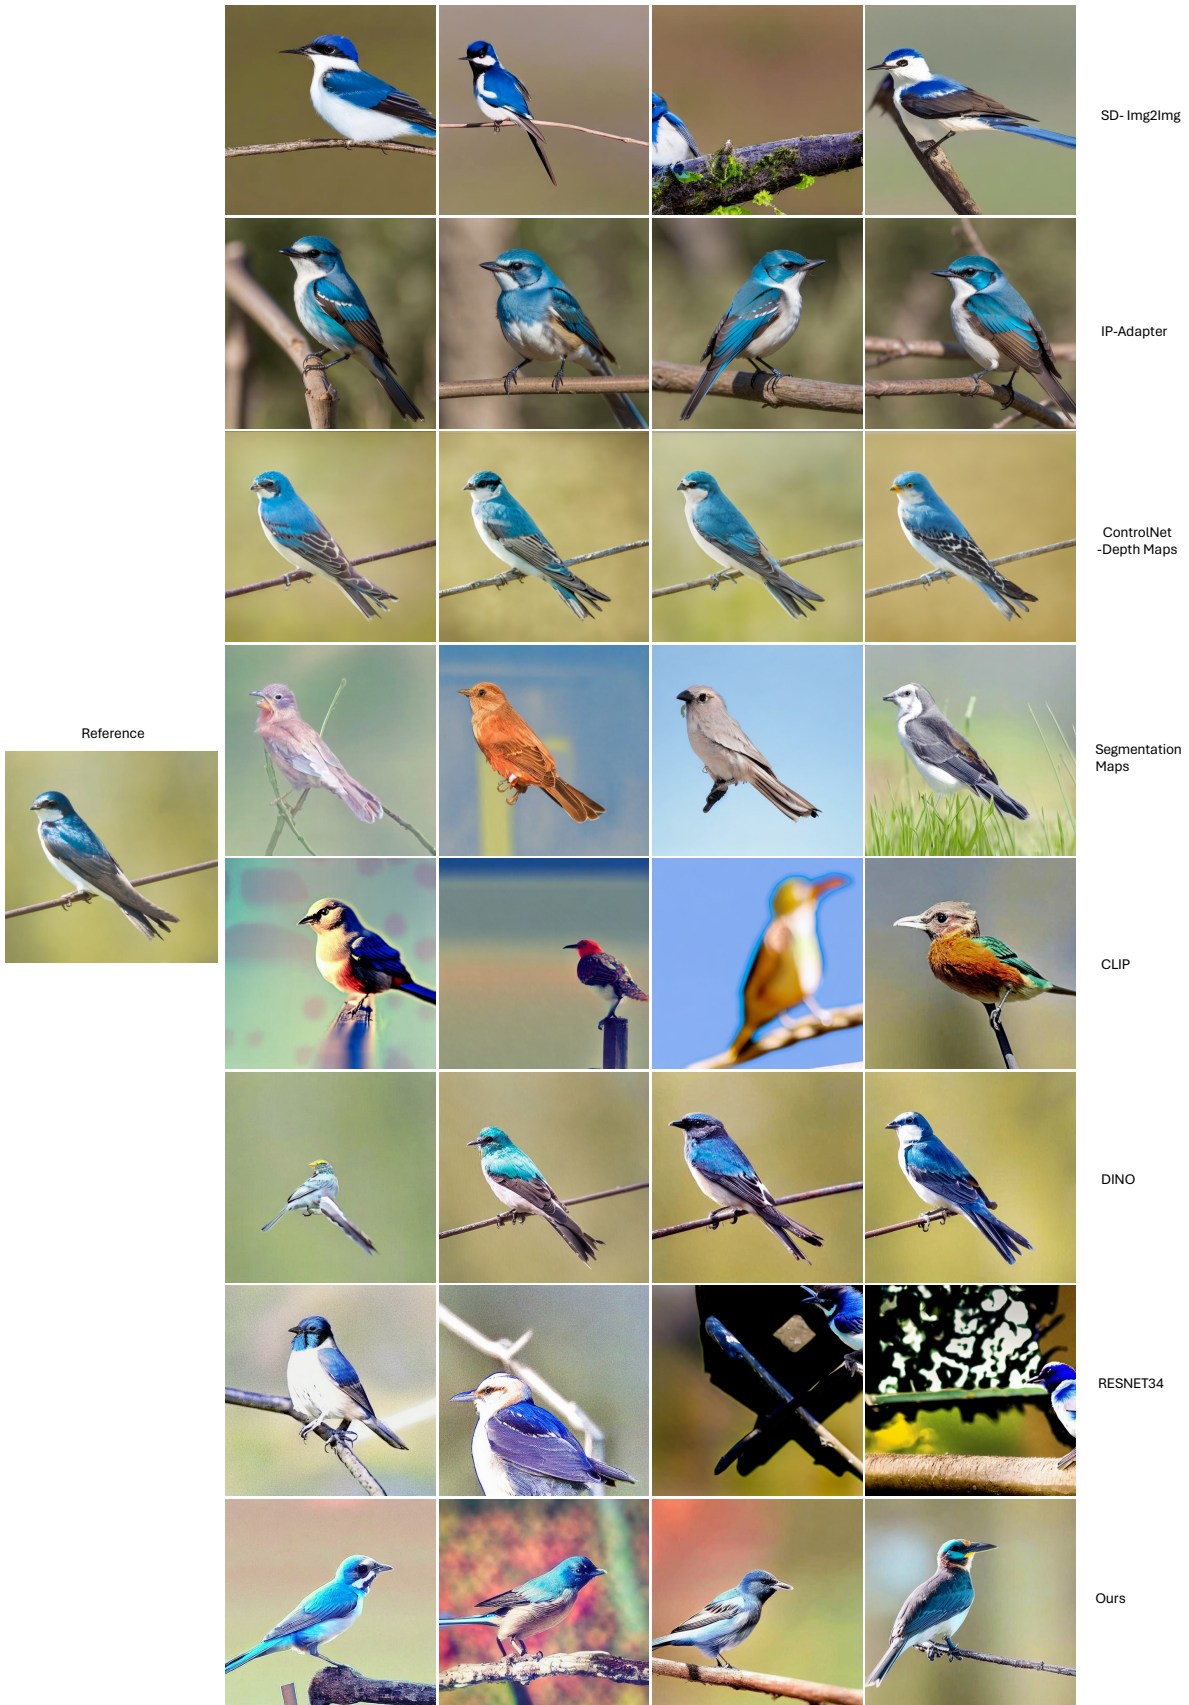 SD- Img2Img
IP-Adapter
ControlNet
-Depth Maps
Reference
Segmentation
Maps
CLIP
DINO
RESNET34
Ours